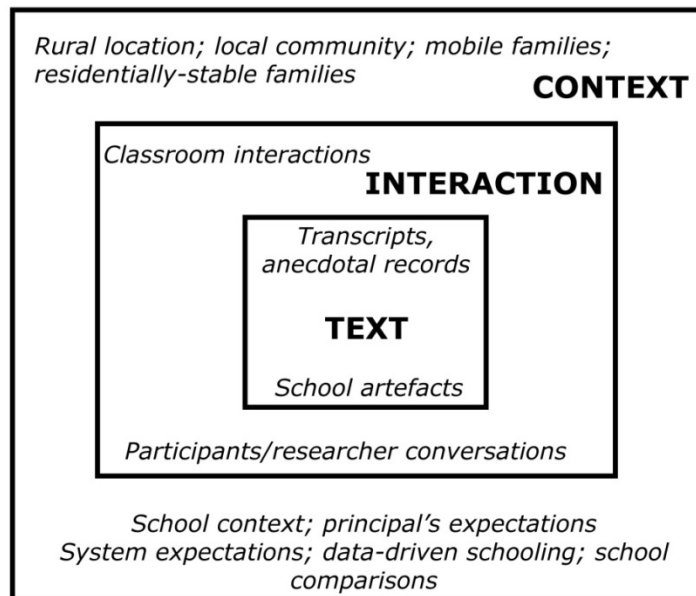 Rural location; local community; mobile families;
residentially-stable families
CONTEXT
Classroom interactions
INTERACTION
Transcripts,
anecdotal records
TEXT
School artefacts
Participants/researcher conversations
School context; principal’s expectations
System expectations; data-driven schooling; school
comparisons